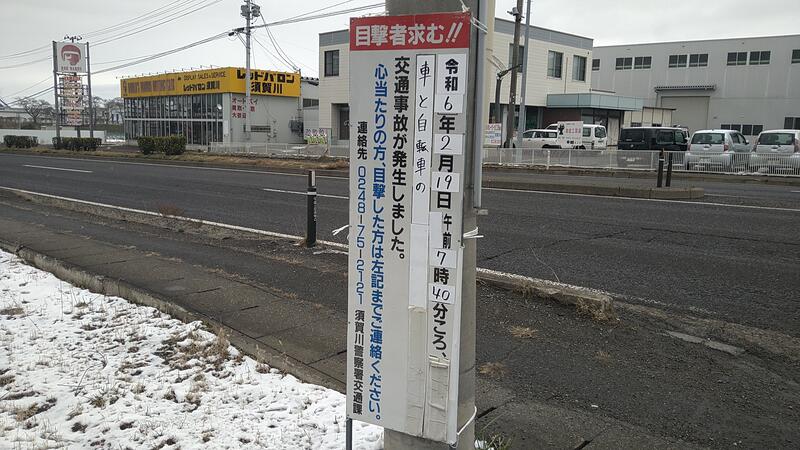 目撃者求む!!
令和6年2月19日午前7時40分ころ、
車と自転車の
交通事故が発生しました。
心当たりの方、目撃した方は左記までご連絡ください。
連絡先 0248-75-2121 須賀川警察署交通課
SALES & SERVICE
レッドバロン須賀川